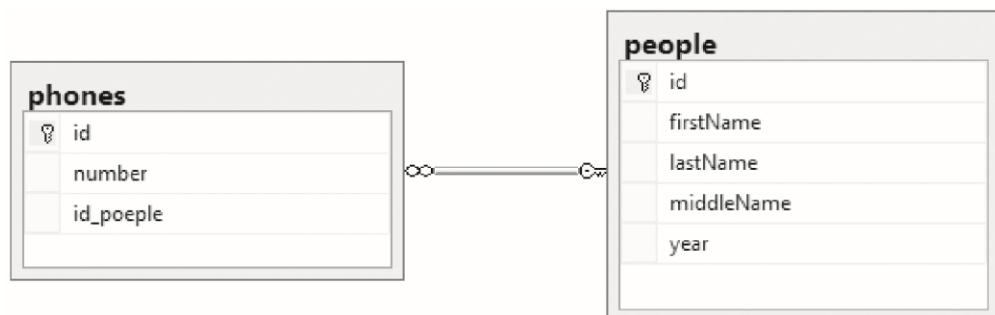 phones
id
number
id_poeple
people
id
firstName
lastName
middleName
year